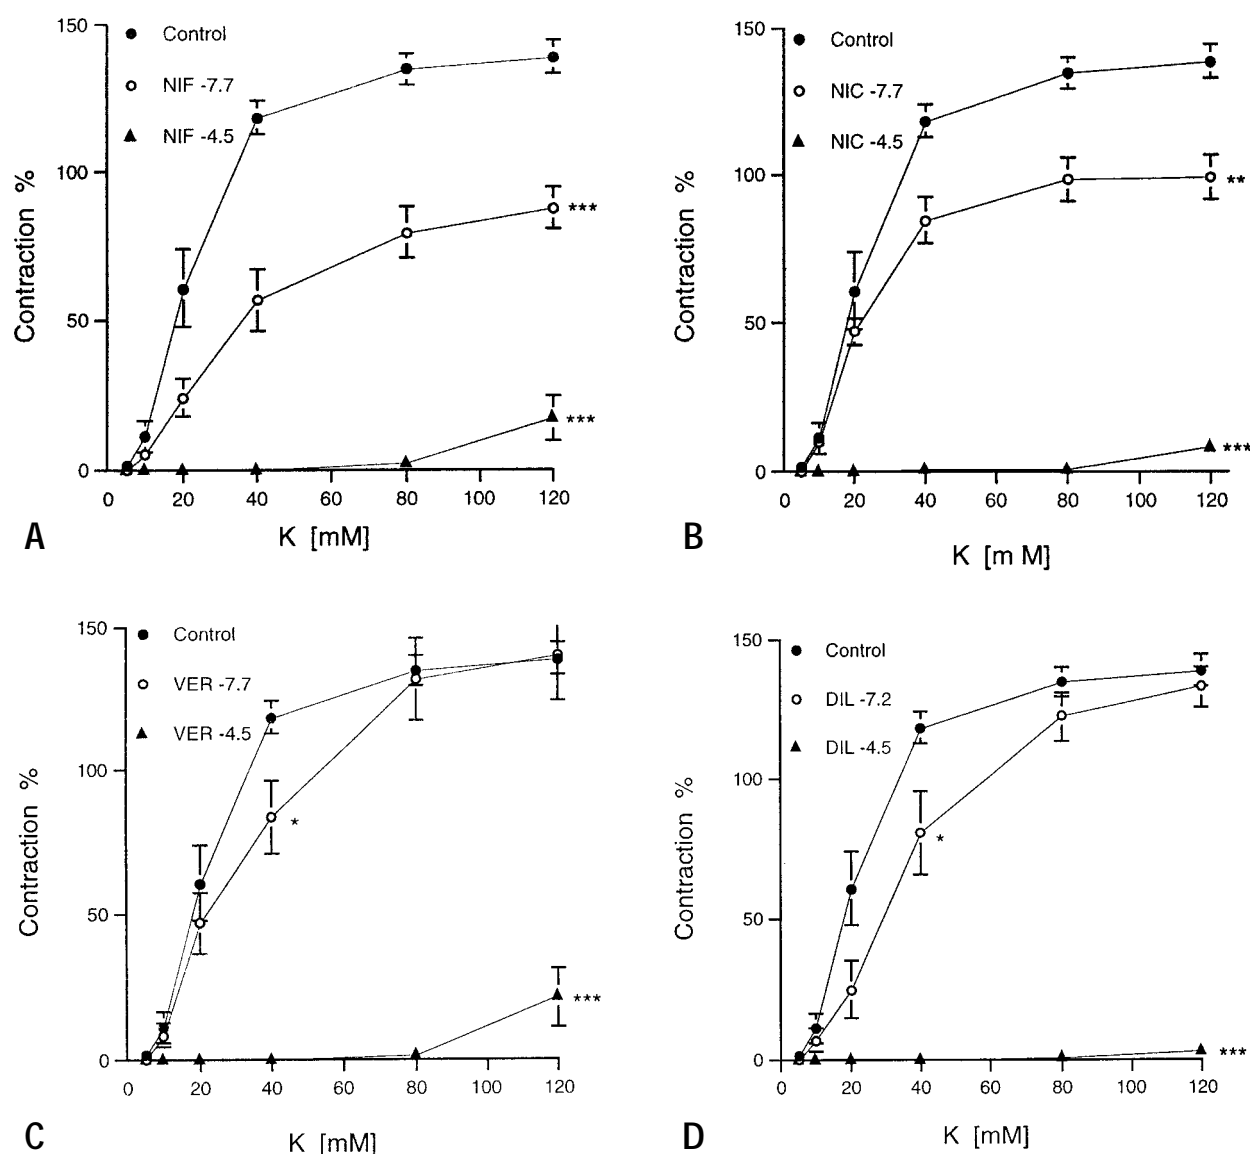 150
Control
NIF -7.7
NIF -4.5
100
50
0
Contraction %
***
***
0 20 40 60 80 100 120
K [mM]
A
150
Control
NIC -7.7
NIC -4.5
100
50
0
Contraction %
**
***
0 20 40 60 80 100 120
K [m M]
B
150
Control
VER -7.7
VER -4.5
100
50
0
Contraction %
*
***
0 20 40 60 80 100 120
K [mM]
C
150
Control
DIL -7.2
DIL -4.5
100
50
0
Contraction %
*
***
0 20 40 60 80 100 120
K [mM]
D